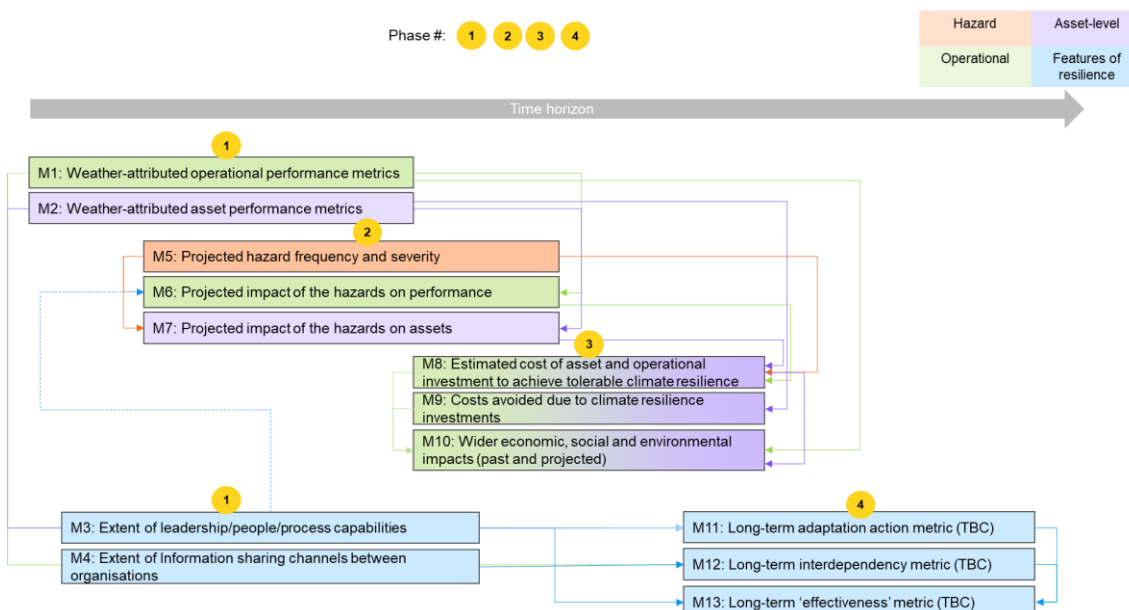 Phase #: 1 2 3 4
Hazard
Asset-level
Operational
Features of
resilience
Time horizon
1
M1: Weather-attributed operational performance metrics
M2: Weather-attributed asset performance metrics
2
M5: Projected hazard frequency and severity
M6: Projected impact of the hazards on performance
M7: Projected impact of the hazards on assets
3
M8: Estimated cost of asset and operational
investment to achieve tolerable climate resilience
M9: Costs avoided due to climate resilience
investments
M10: Wider economic, social and environmental
impacts (past and projected)
1
M3: Extent of leadership/people/process capabilities
M4: Extent of Information sharing channels between
organisations
4
M11: Long-term adaptation action metric (TBC)
M12: Long-term interdependency metric (TBC)
M13: Long-term ‘effectiveness’ metric (TBC)